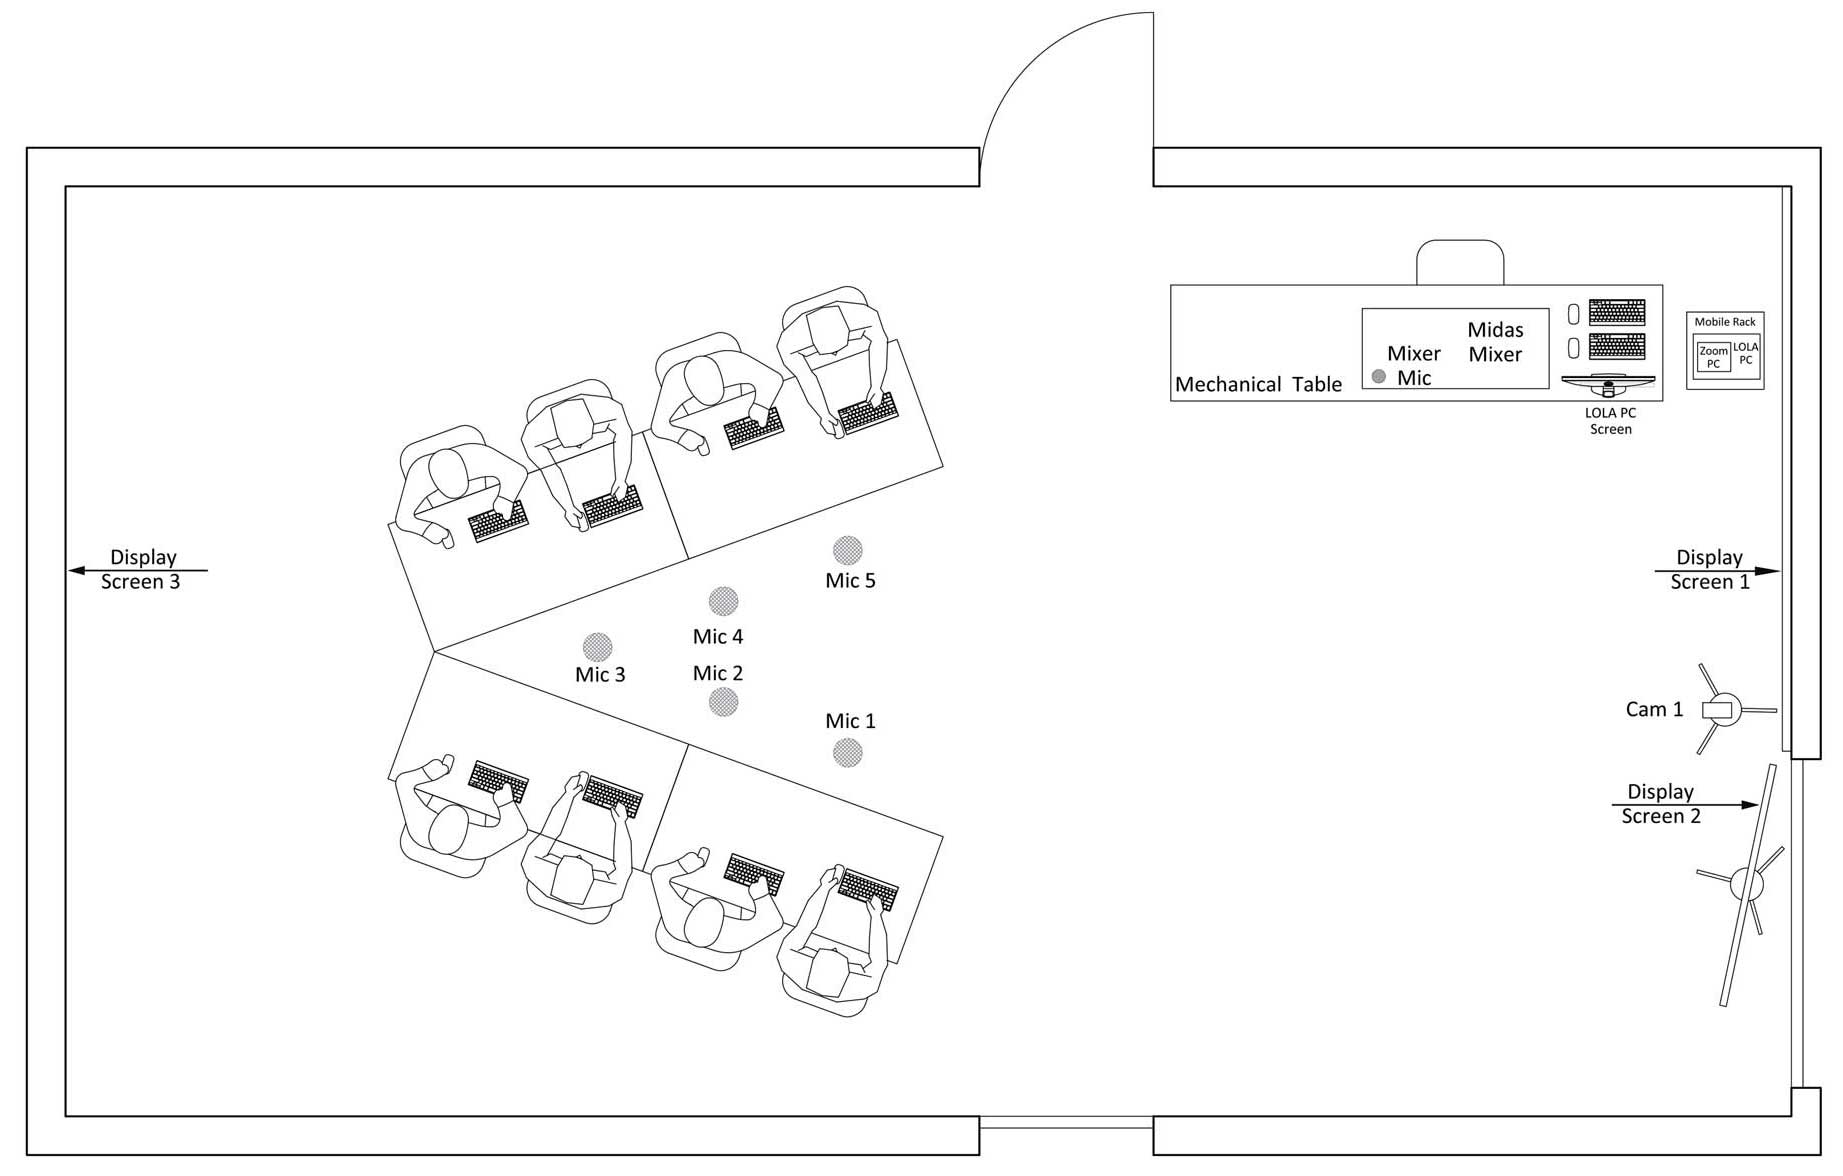 Mobile Rack
Zoom
PC
LOLA
PC
Midas
Mixer
Mixer
Mic
Mechanical Table
LOLA PC
Screen
Display
Screen 3
Mic 5
Display
Screen 1
Mic 4
Mic 3
Mic 2
Mic 1
Cam 1
Display
Screen 2